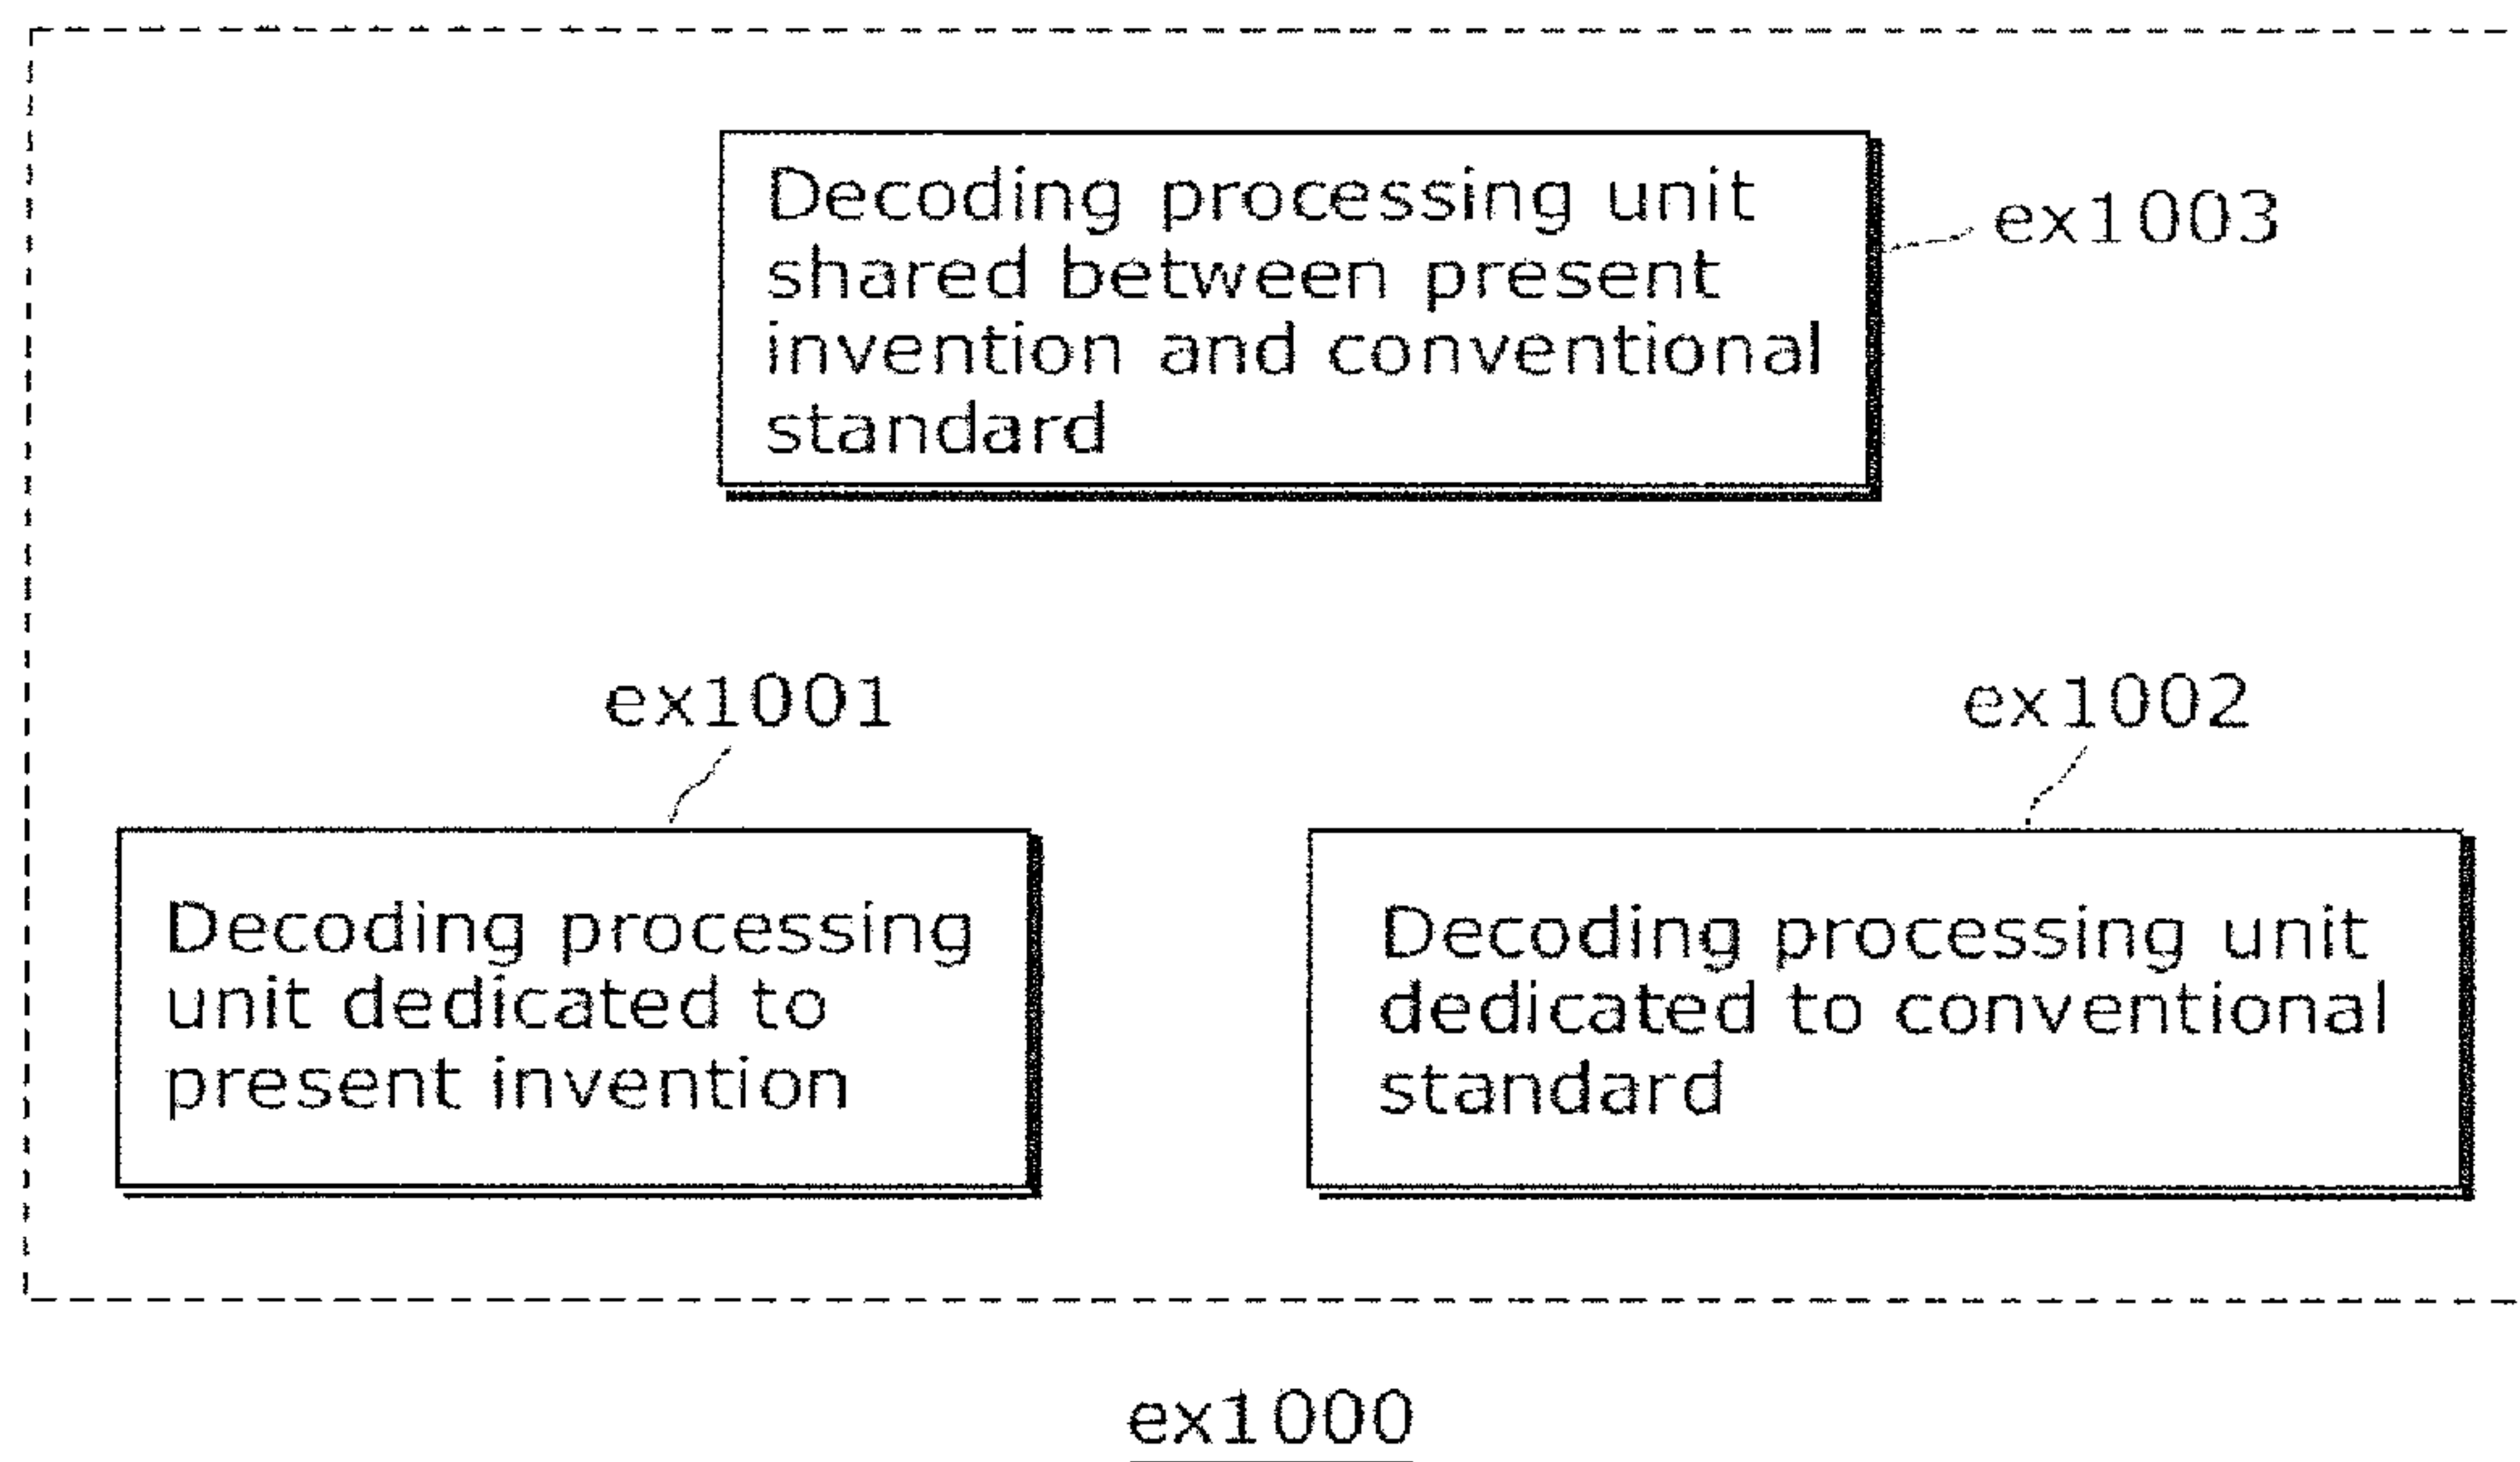 Decoding processing unit
shared between present
invention and conventional
standard
ex1003
ex1001
ex1002
Decoding processing
unit dedicated to
present invention
Decoding processing unit
dedicated to conventional
standard
ex1000